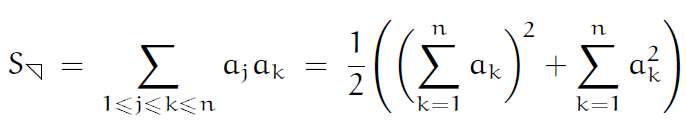 S_◹ = ∑_{1≤j≤k≤n} a_j a_k = 1/2 ( ( ∑_{k=1}^{n} a_k )^2 + ∑_{k=1}^{n} a_k^2 )